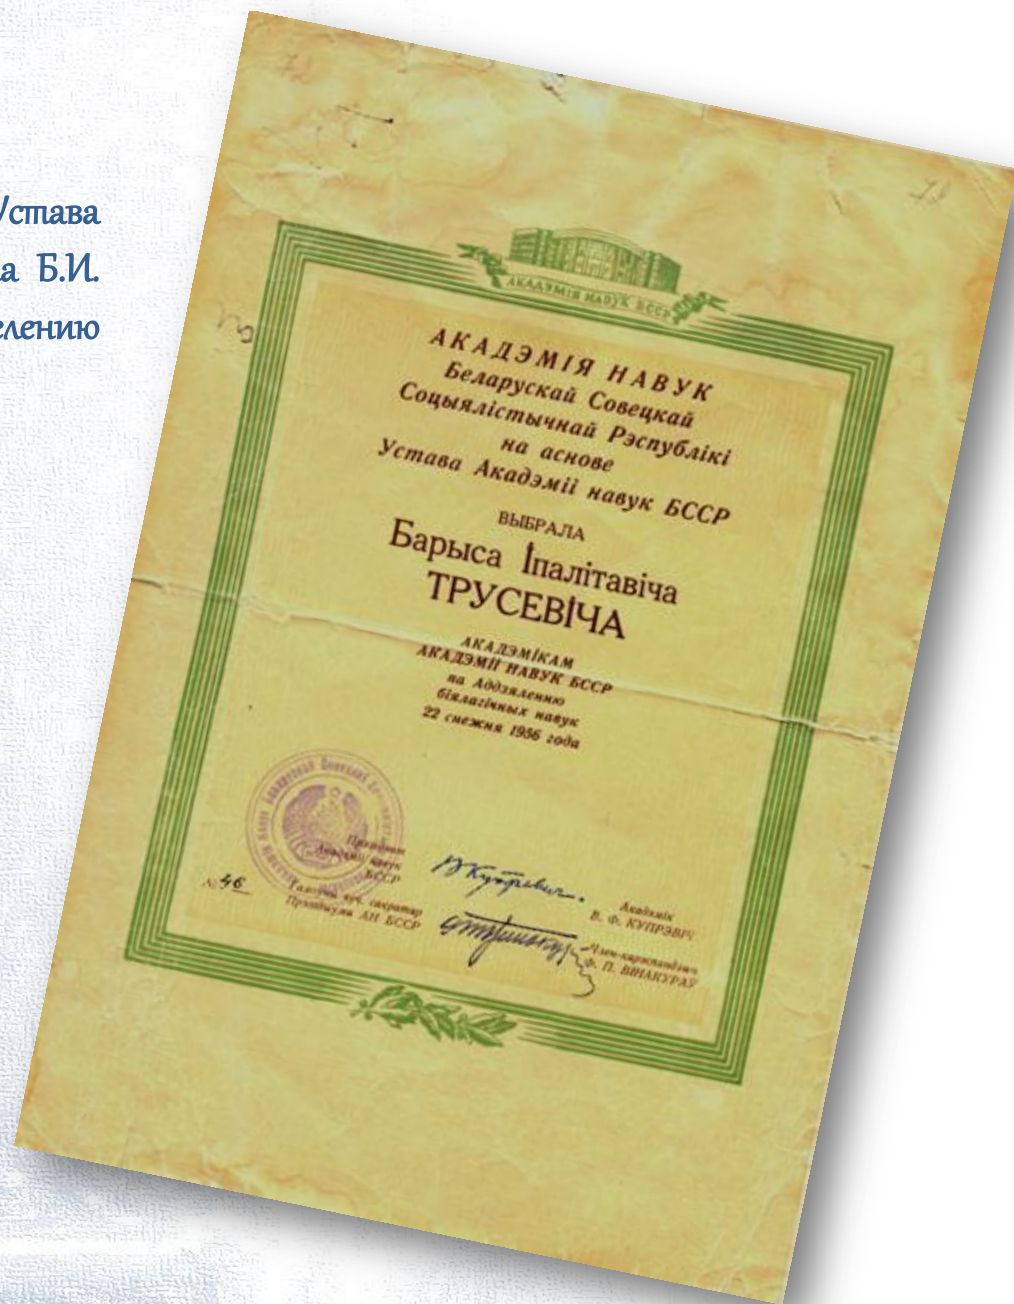 Устава
а Б.И.
елению
АКАДЭМІЯ НАВУК БССР
АКАДЭМІЯ НАВУК
Беларускай Совецкай
Соцыялістычнай Рэспублікі
на аснове
Устава Акадэміі навук БССР
ВЫБРАЛА
Барыса Іпалітавіча
ТРУСЕВІЧА
АКАДЭМІКАМ
АКАДЭМІІ НАВУК БССР
па Аддзяленню
біялагічных навук
22 снежня 1956 года
Прэзідэнт
Акадэміі навук
БССР
Акадэмік
В. Ф. КУПРЭВІЧ
№ 46
Галоўны вуч. сакратар
Прэзідыума АН БССР
Член-карэспандэнт
Ф. П. ВІНАКУРАЎ